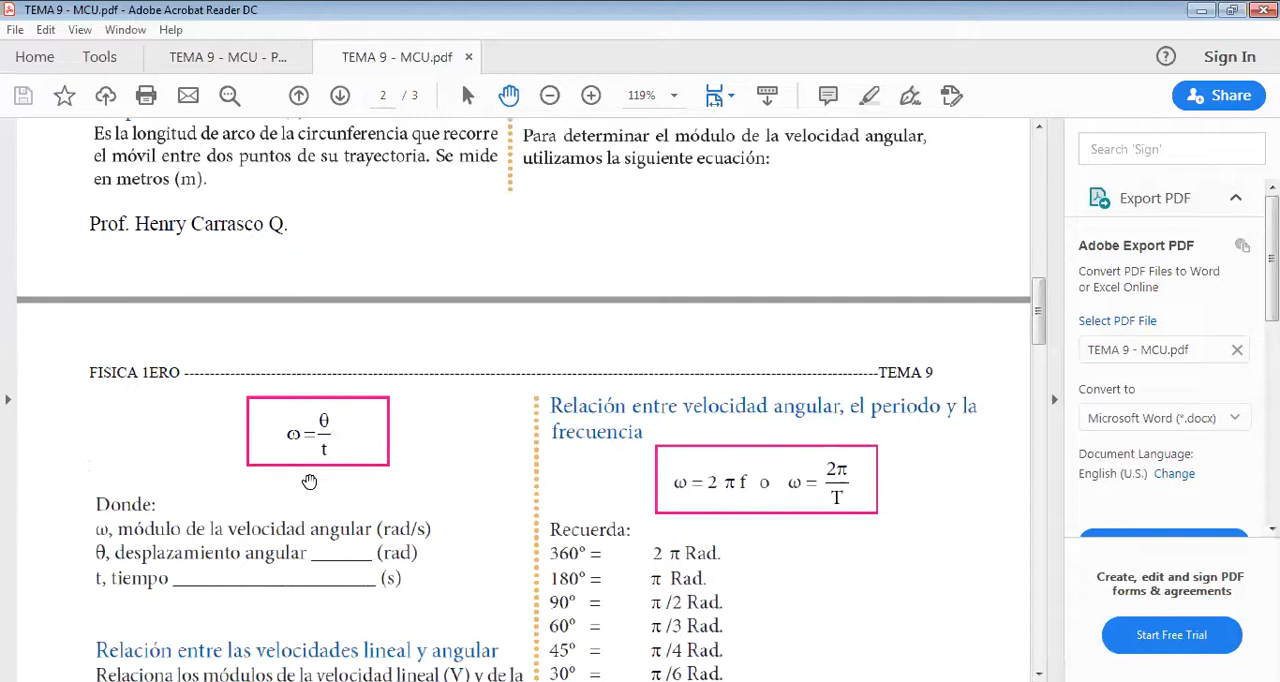 TEMA 9 - MCU.pdf - Adobe Acrobat Reader DC
File Edit View Window Help
Home Tools TEMA 9 - MCU - P... TEMA 9 - MCU.pdf ×
Sign In
2 / 3 119% Share
Es la longitud de arco de la circunferencia que recorre
el móvil entre dos puntos de su trayectoria. Se mide
en metros (m).
Prof. Henry Carrasco Q.
Para determinar el módulo de la velocidad angular,
utilizamos la siguiente ecuación:
FISICA 1ERO ------------------------------------------------------------------------------------TEMA 9
ω = θ/t
Donde:
ω, módulo de la velocidad angular (rad/s)
θ, desplazamiento angular ______ (rad)
t, tiempo ____________________ (s)
Relación entre las velocidades lineal y angular
Relaciona los módulos de la velocidad lineal (V) y de la
Relación entre velocidad angular, el periodo y la
frecuencia
ω = 2 π f o ω = 2π/T
Recuerda:
360º = 2 π Rad.
180º = π Rad.
90º = π /2 Rad.
60º = π /3 Rad.
45º = π /4 Rad.
30º = π /6 Rad.
Search 'Sign'
Export PDF
Adobe Export PDF
Convert PDF Files to Word
or Excel Online
Select PDF File
TEMA 9 - MCU.pdf
Convert to
Microsoft Word (*.docx)
Document Language:
English (U.S.) Change
Create, edit and sign PDF
forms & agreements
Start Free Trial